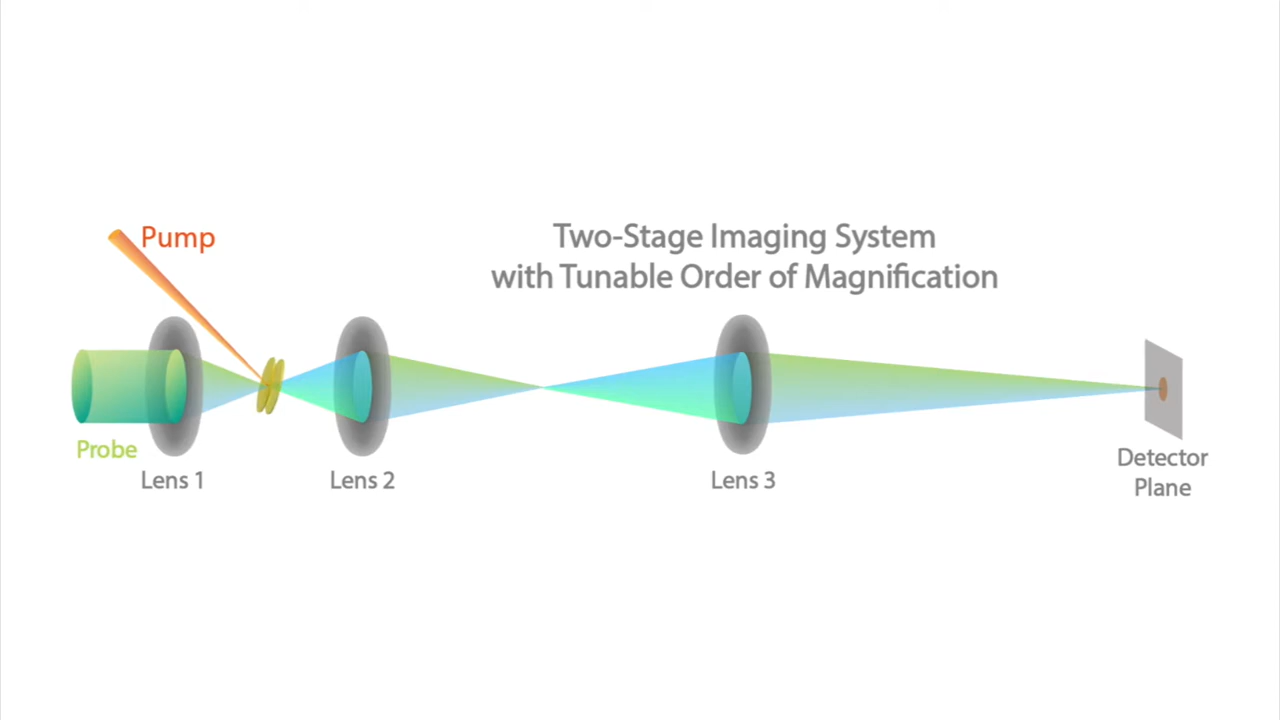 Pump
Two-Stage Imaging System
with Tunable Order of Magnification
Probe
Lens 1
Lens 2
Lens 3
Detector
Plane